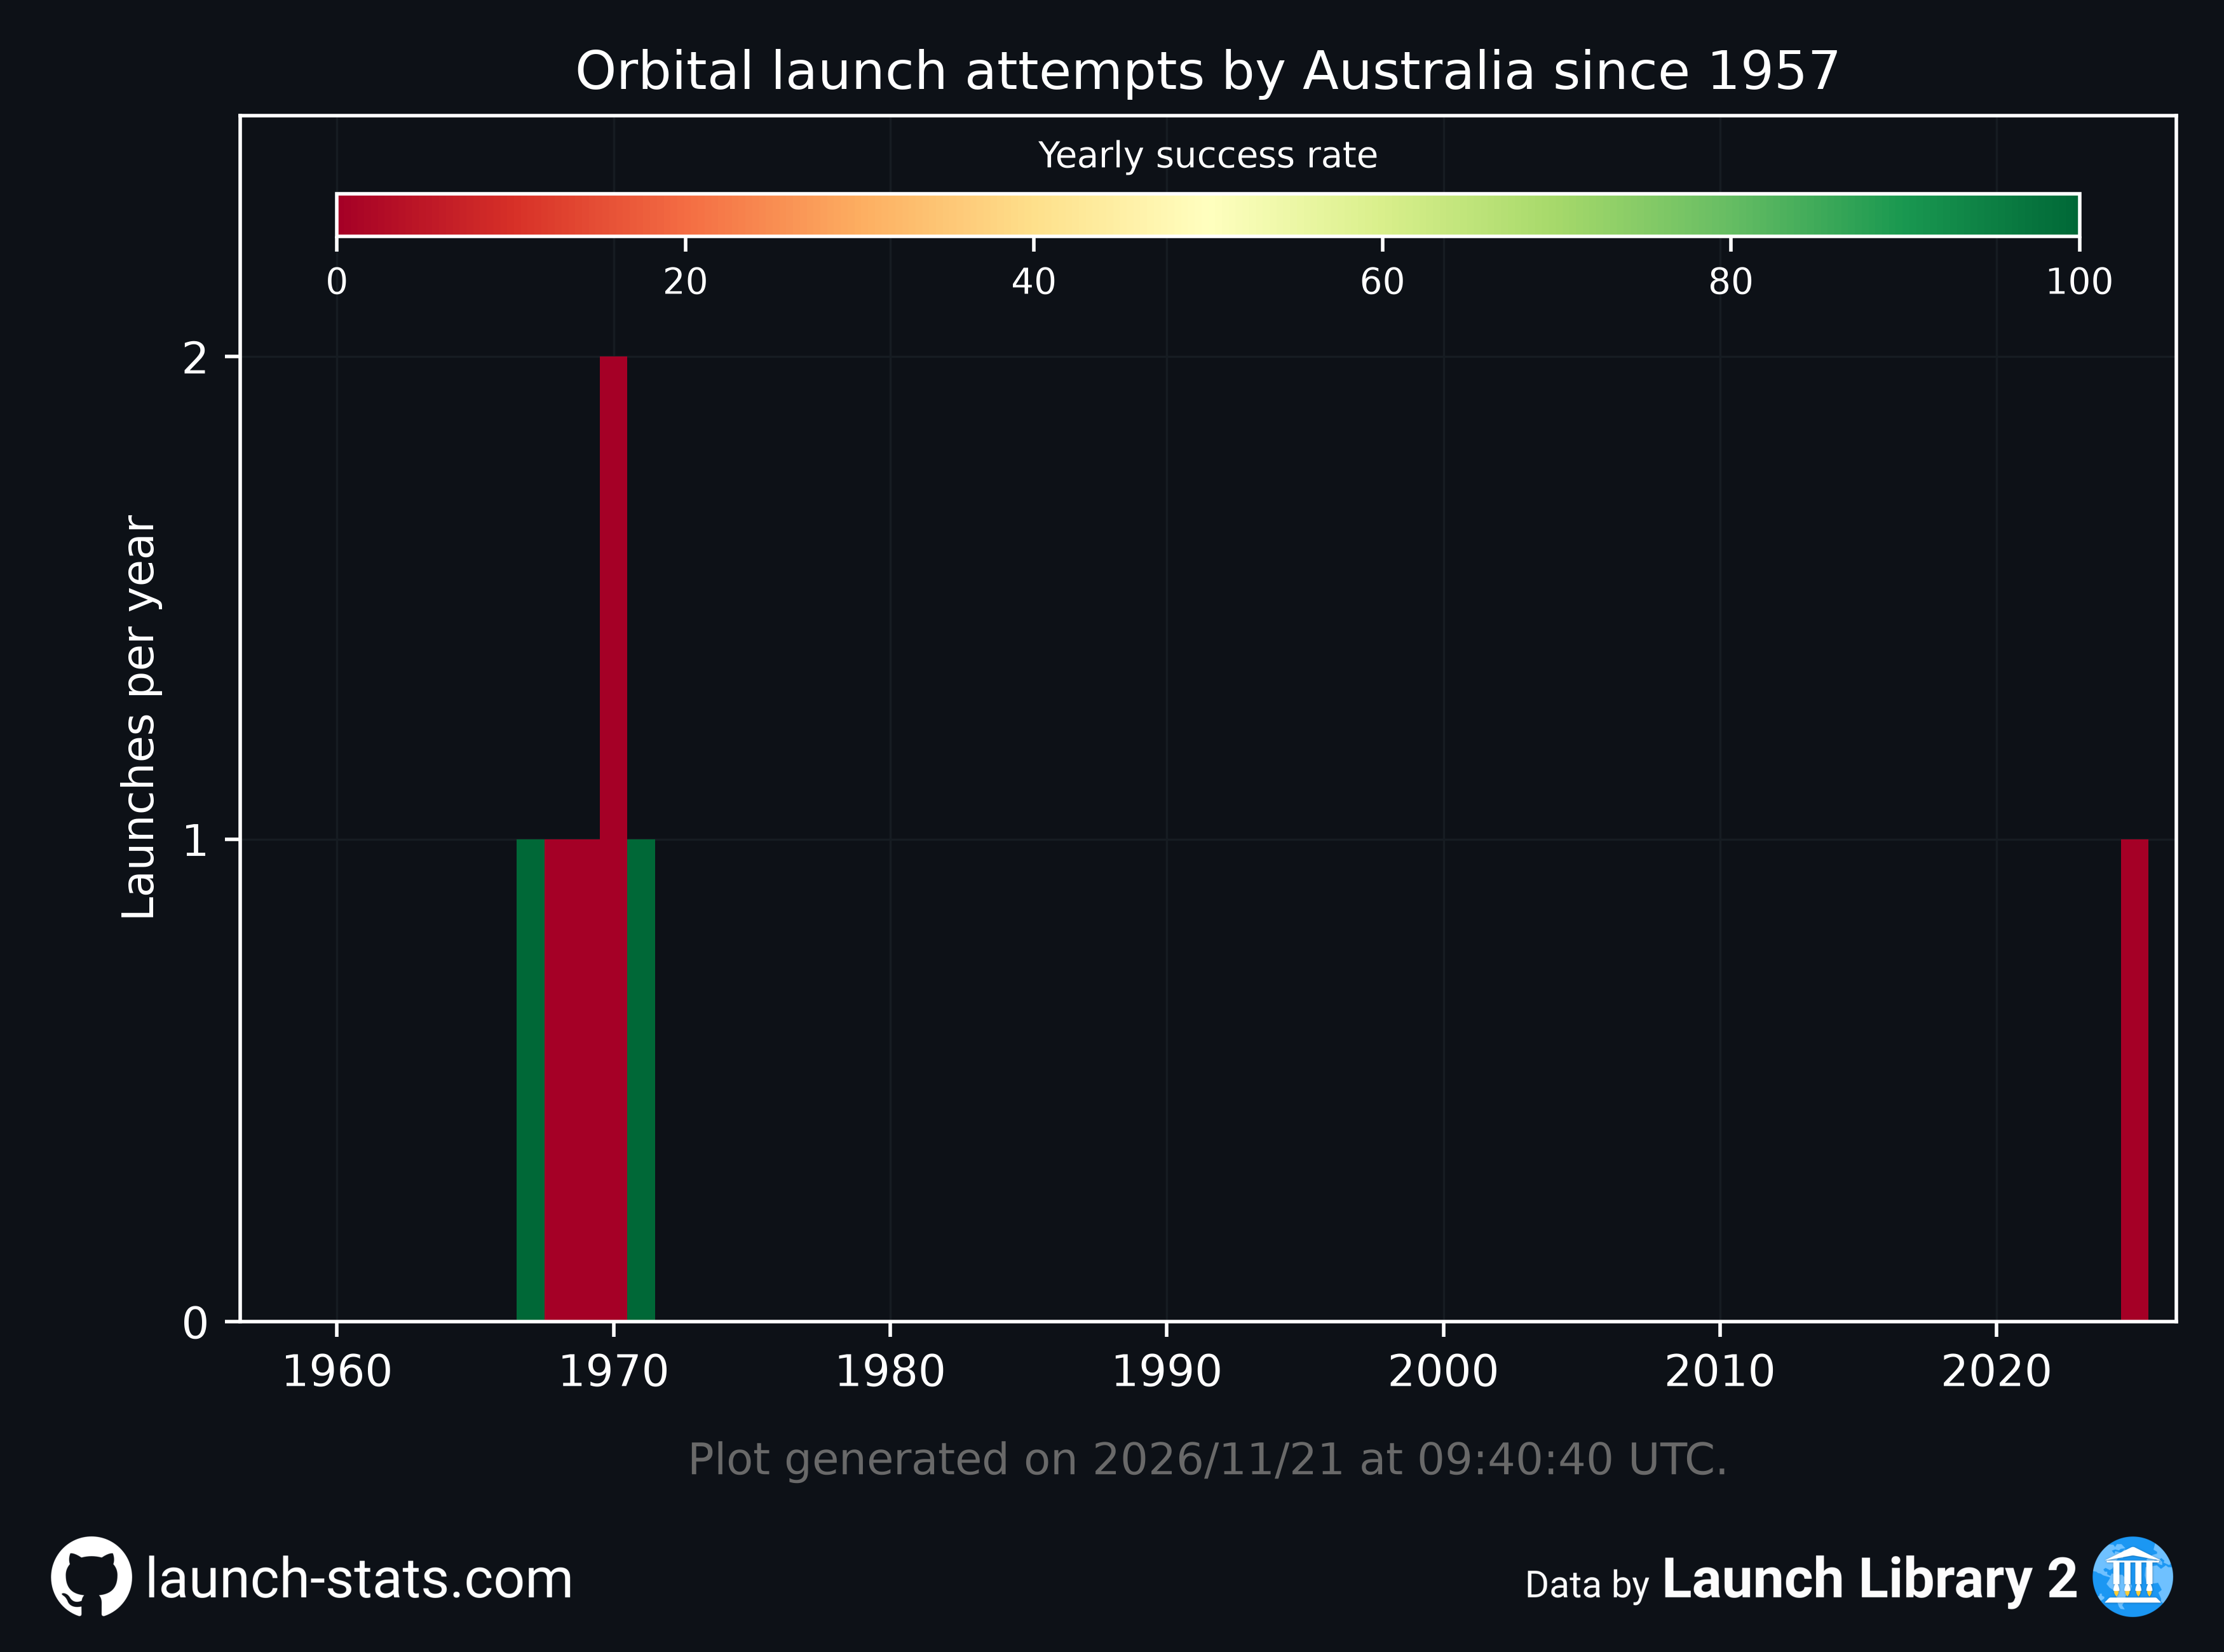 Orbital launch attempts by Australia since 1957
Yearly success rate
0 20 40 60 80 100
2
1
0
Launches per year
1960 1970 1980 1990 2000 2010 2020
Plot generated on 2026/11/21 at 09:40:40 UTC.
launch-stats.com
Data by Launch Library 2